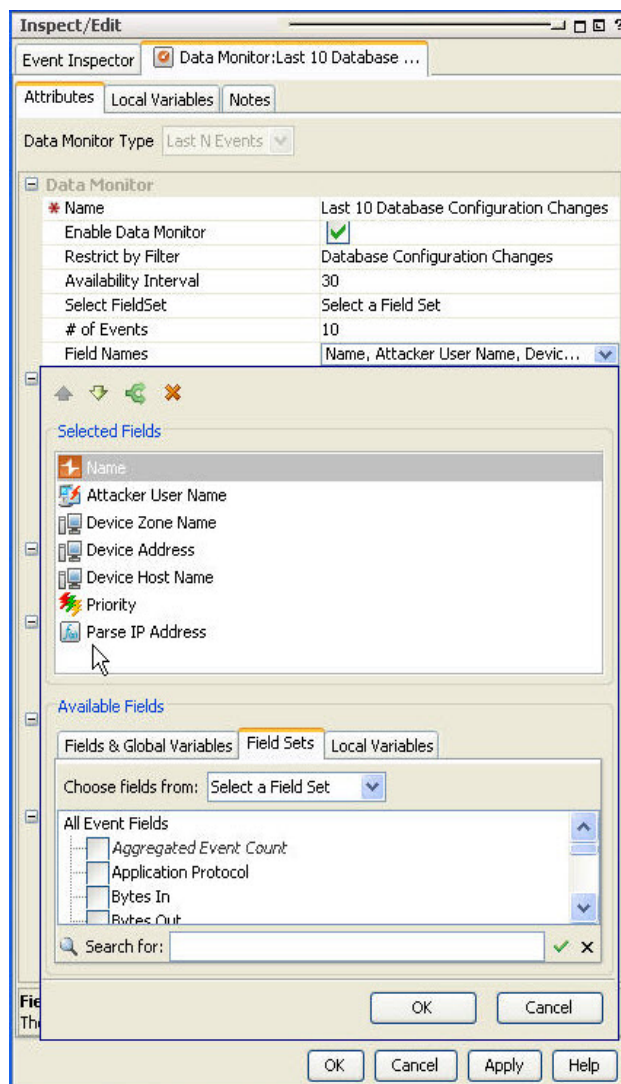 Inspect/Edit
Event Inspector Data Monitor:Last 10 Database ...
Attributes Local Variables Notes
Data Monitor Type Last N Events
Data Monitor
* Name Last 10 Database Configuration Changes
Enable Data Monitor
Restrict by Filter Database Configuration Changes
Availability Interval 30
Select FieldSet Select a Field Set
# of Events 10
Field Names Name, Attacker User Name, Devic...
Selected Fields
Name
Attacker User Name
Device Zone Name
Device Address
Device Host Name
Priority
Parse IP Address
Available Fields
Fields & Global Variables Field Sets Local Variables
Choose fields from: Select a Field Set
All Event Fields
Aggregated Event Count
Application Protocol
Bytes In
Bytes Out
Search for:
OK Cancel
Fie
The
OK Cancel Apply Help